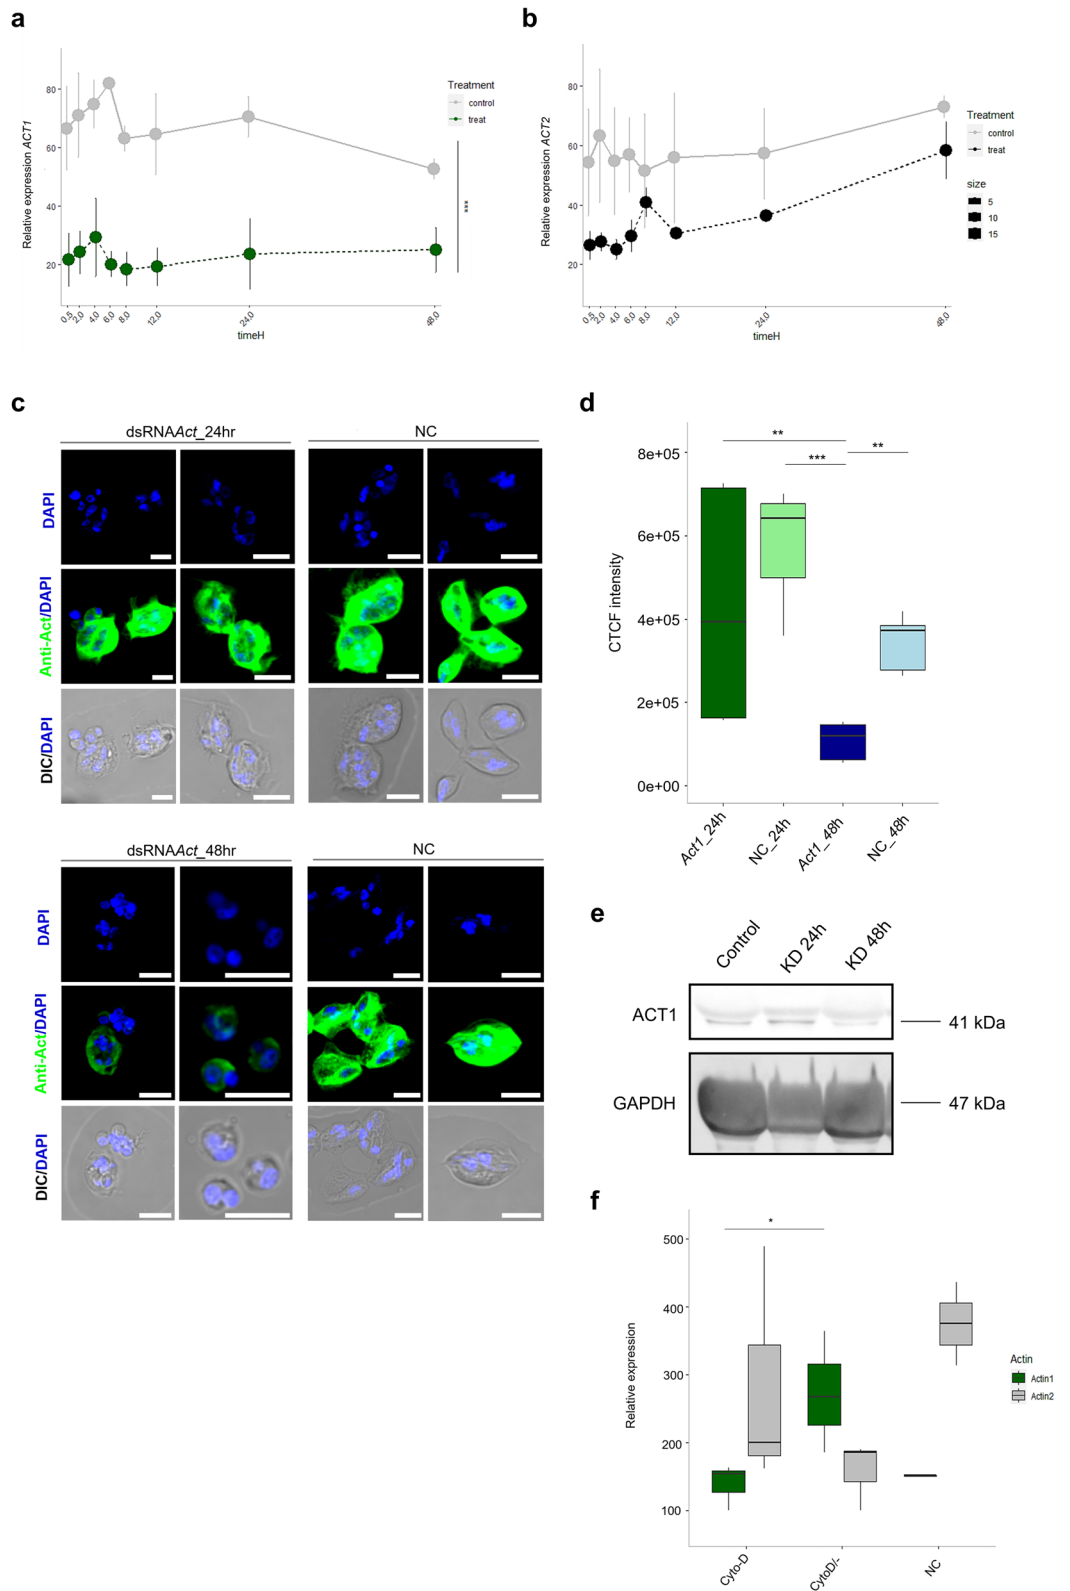 a
Relative expression ACT1
80
60
40
20
0.5
2.0
4.0
6.0
8.0
12.0
24.0
48.0
timeH
Treatment
control
treat
***
b
Relative expression ACT2
80
60
40
20
0.5
2.0
4.0
6.0
8.0
12.0
24.0
48.0
timeH
Treatment
control
treat
size
5
10
15
c
dsRNAAct_24hr
NC
DAPI
Anti-Act/DAPI
DIC/DAPI
dsRNAAct_48hr
NC
DAPI
Anti-Act/DAPI
DIC/DAPI
d
CTCF intensity
8e+05
6e+05
4e+05
2e+05
0e+00
**
***
**
Act1_24h
NC_24h
Act1_48h
NC_48h
e
Control
KD 24h
KD 48h
ACT1
41 kDa
GAPDH
47 kDa
f
Relative expression
500
400
300
200
100
*
Cyto-D
CytoD/-
NC
Actin
Actin1
Actin2